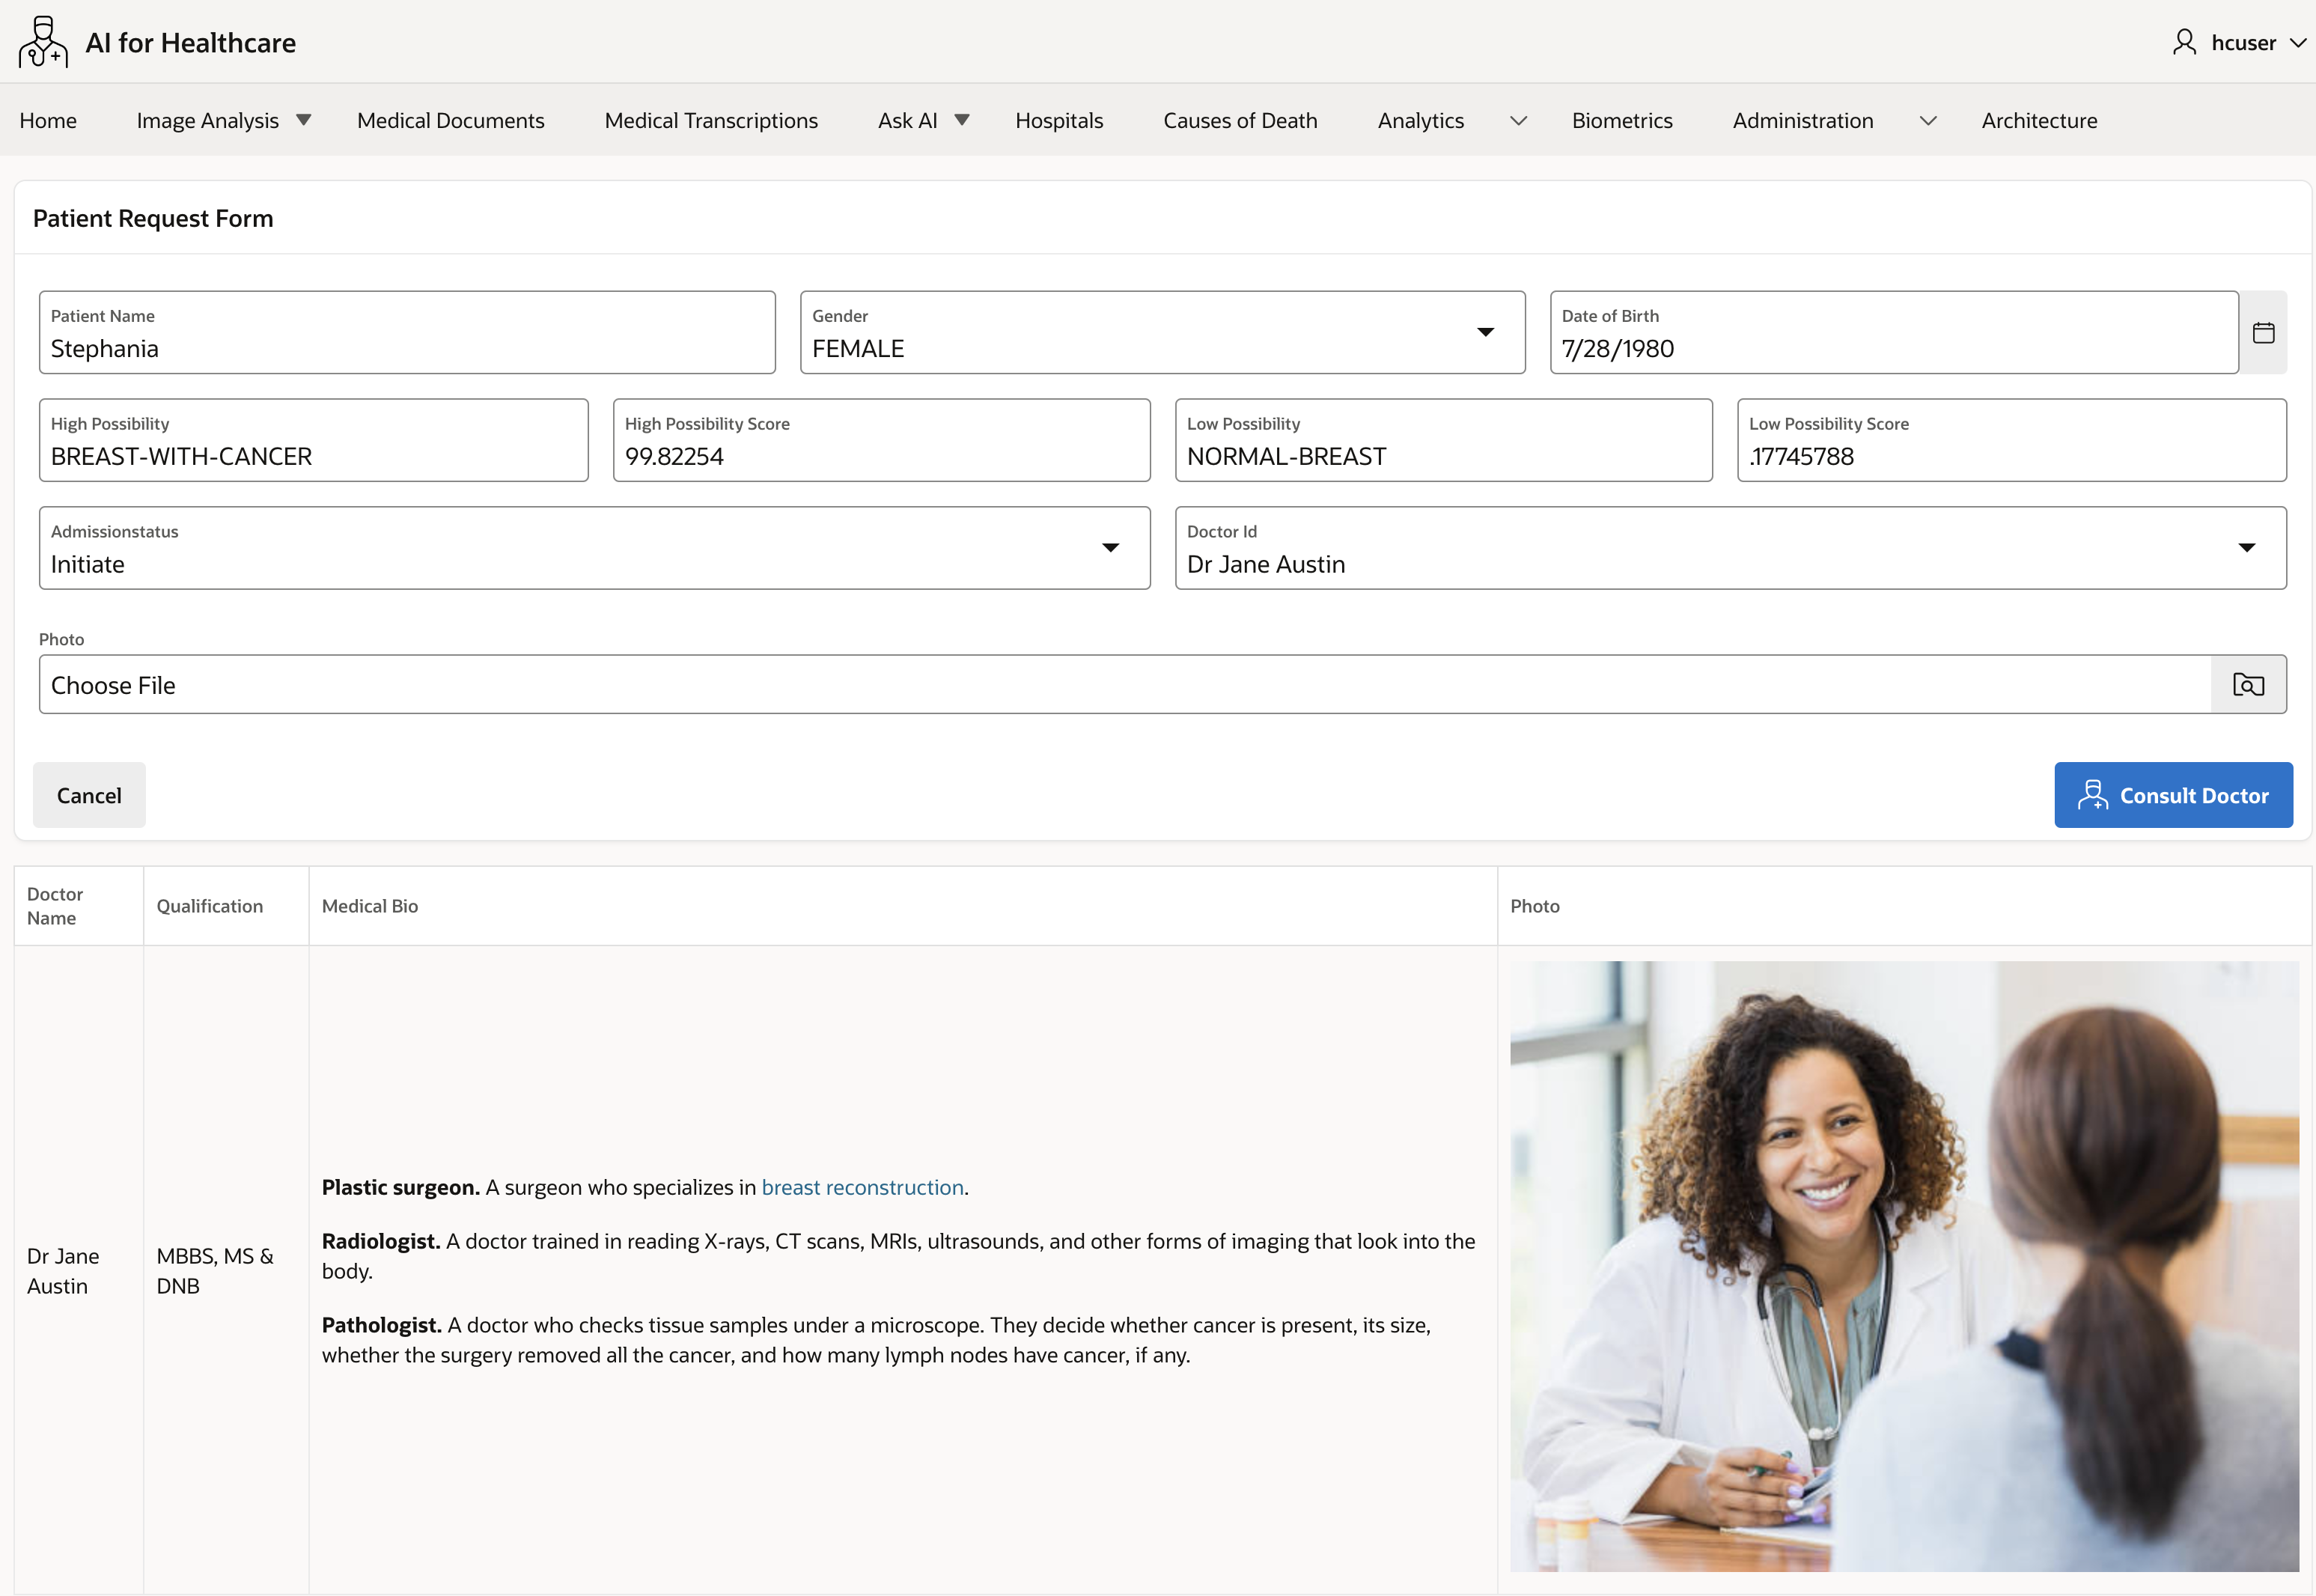 AI for Healthcare
hcuser
Home Image Analysis Medical Documents Medical Transcriptions Ask AI Hospitals Causes of Death Analytics Biometrics Administration Architecture
Patient Request Form
Patient Name
Stephania
Gender
FEMALE
Date of Birth
7/28/1980
High Possibility
BREAST-WITH-CANCER
High Possibility Score
99.82254
Low Possibility
NORMAL-BREAST
Low Possibility Score
.17745788
Admissionstatus
Initiate
Doctor Id
Dr Jane Austin
Photo
Choose File
Cancel
Consult Doctor
Doctor
Name
Qualification
Medical Bio
Photo
Dr Jane
Austin
MBBS, MS &
DNB
Plastic surgeon. A surgeon who specializes in breast reconstruction.
Radiologist. A doctor trained in reading X-rays, CT scans, MRIs, ultrasounds, and other forms of imaging that look into the
body.
Pathologist. A doctor who checks tissue samples under a microscope. They decide whether cancer is present, its size,
whether the surgery removed all the cancer, and how many lymph nodes have cancer, if any.